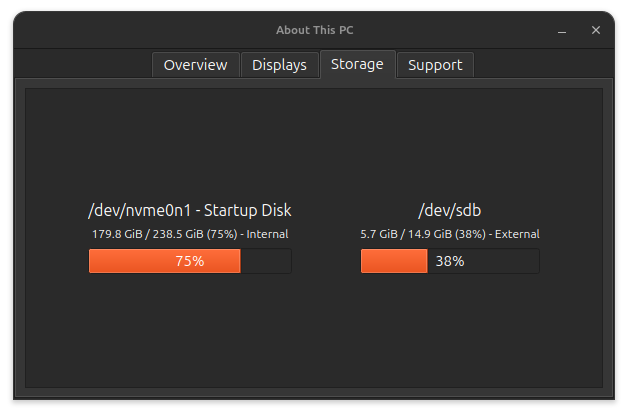 About This PC
Overview
Displays
Storage
Support
/dev/nvme0n1 - Startup Disk
179.8 GiB / 238.5 GiB (75%) - Internal
75%
/dev/sdb
5.7 GiB / 14.9 GiB (38%) - External
38%